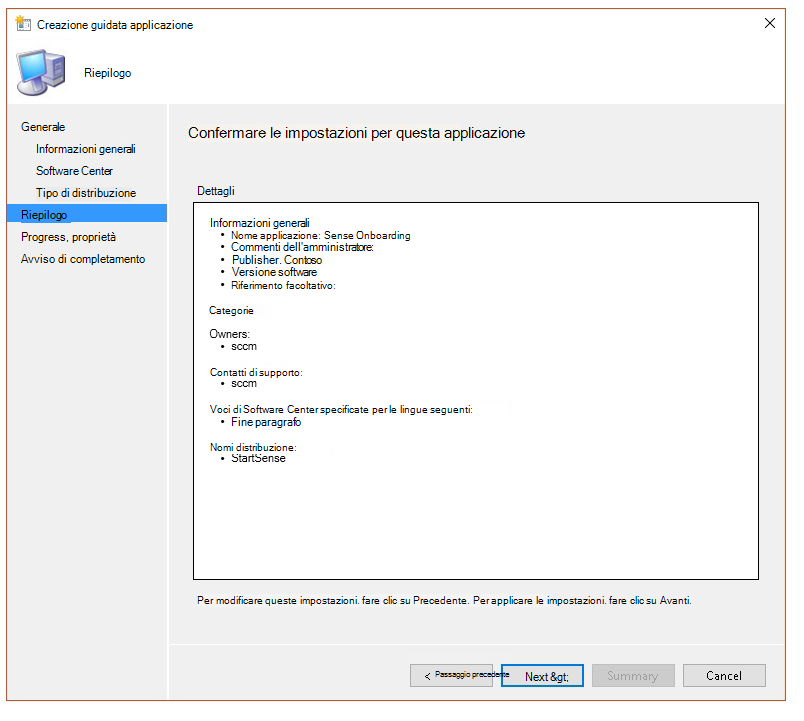 Creazione guidata applicazione
Riepilogo
Generale
Informazioni generali
Software Center
Tipo di distribuzione
Riepilogo
Progress, proprietà
Avviso di completamento
Confermare le impostazioni per questa applicazione
Dettagli
Informazioni generali
• Nome applicazione: Sense Onboarding
• Commenti dell'amministratore:
• Publisher. Contoso
• Versione software
• Riferimento facoltativo:
Categorie
Owners:
• sccm
Contatti di supporto:
• sccm
Voci di Software Center specificate per le lingue seguenti:
• Fine paragrafo
Nomi distribuzione:
• StartSense
Per modificare queste impostazioni. fare clic su Precedente. Per applicare le impostazioni. fare clic su Avanti.
< Passaggio precedente
Next &gt;
Summary
Cancel